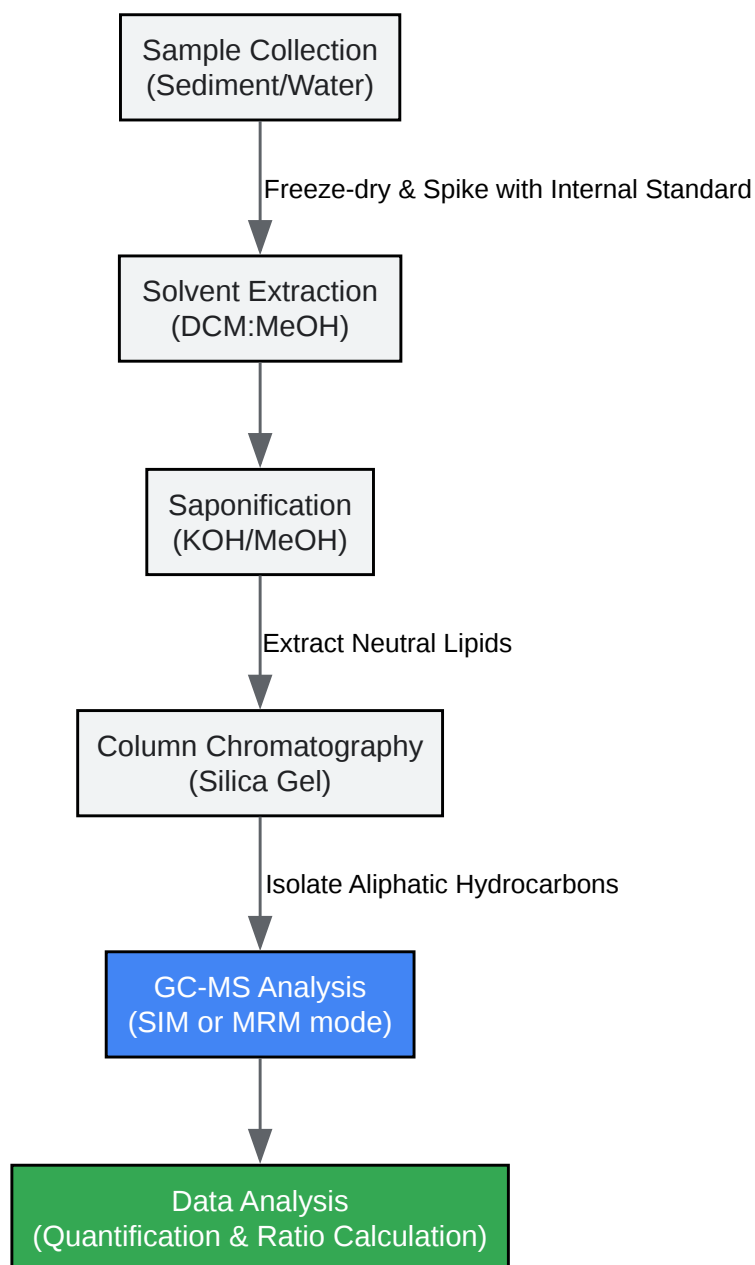 Sample Collection
(Sediment/Water)
Freeze-dry & Spike with Internal Standard
Solvent Extraction
(DCM:MeOH)
Saponification
(KOH/MeOH)
Extract Neutral Lipids
Column Chromatography
(Silica Gel)
Isolate Aliphatic Hydrocarbons
GC-MS Analysis
(SIM or MRM mode)
Data Analysis
(Quantification & Ratio Calculation)